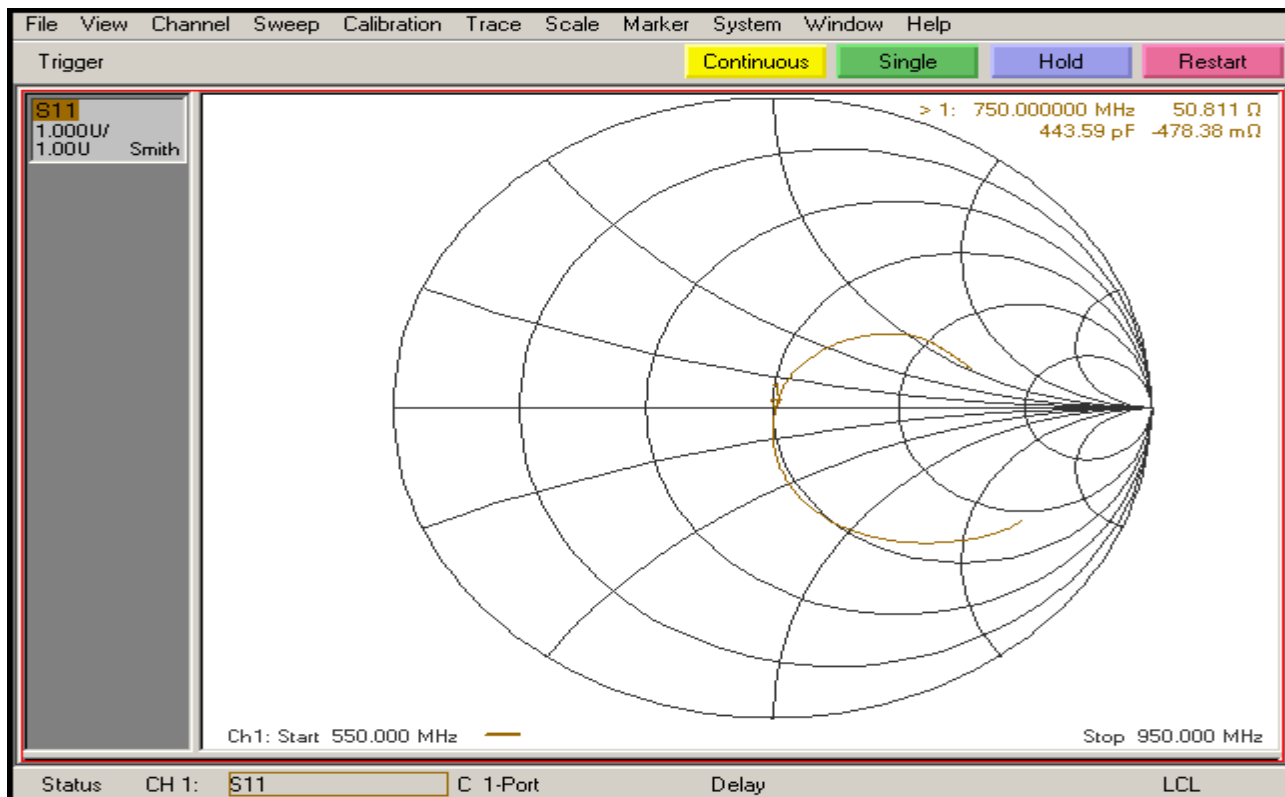 File View Channel Sweep Calibration Trace Scale Marker System Window Help
Trigger Continuous Single Hold Restart
S11
1.000U/
1.00U Smith
> 1: 750.000000 MHz 50.811 Ω
443.59 pF -478.38 mΩ
Ch1: Start 550.000 MHz Stop 950.000 MHz
Status CH 1: S11 C 1-Port Delay LCL